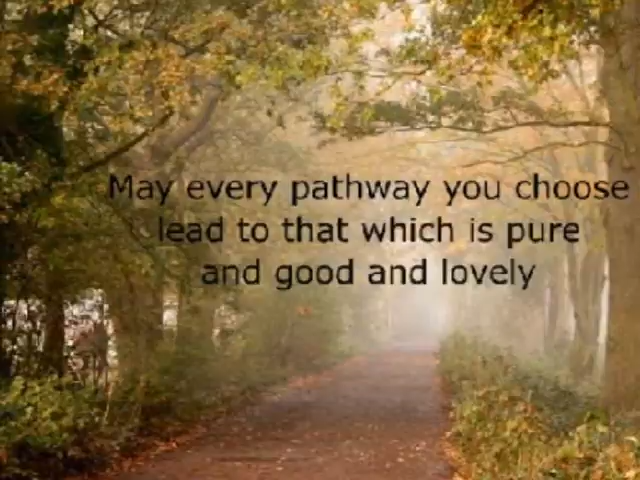 May every pathway you choose
lead to that which is pure
and good and lovely